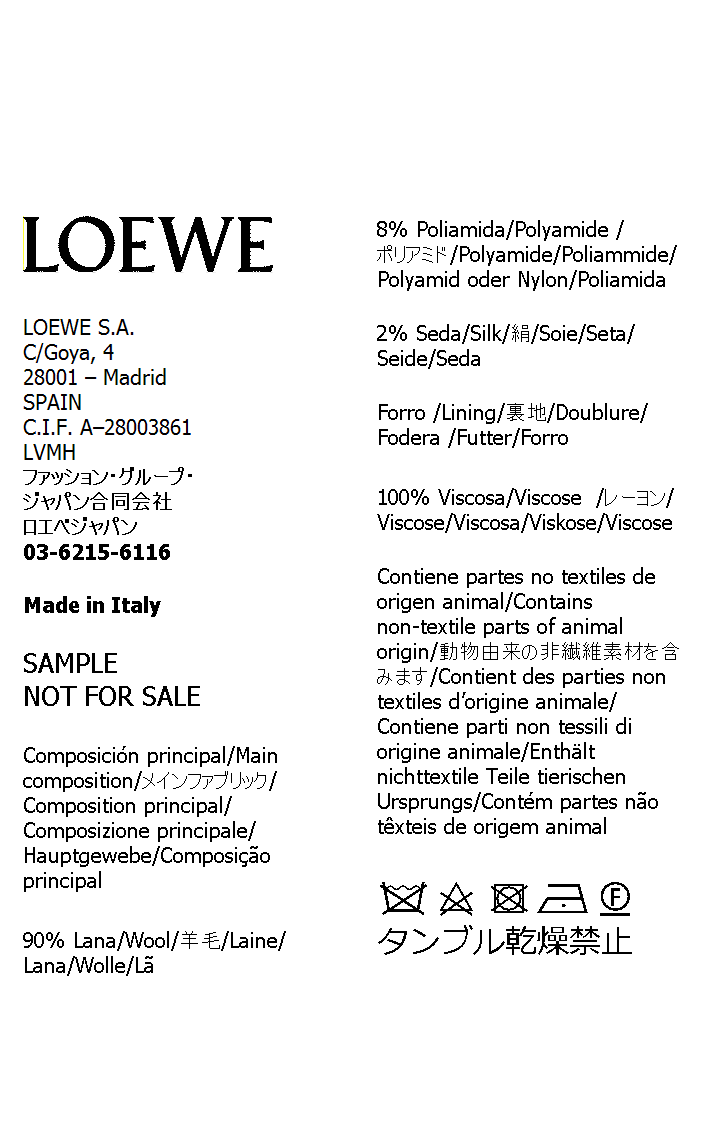 LOEWE
LOEWE S.A.
C/Goya, 4
28001 – Madrid
SPAIN
C.I.F. A–28003861
LVMH
ファッション・グループ・
ジャパン合同会社
ロエベジャパン
03-6215-6116
Made in Italy
SAMPLE
NOT FOR SALE
Composición principal/Main
composition/メインファブリック/
Composition principal/
Composizione principale/
Hauptgewebe/Composição
principal
90% Lana/Wool/羊毛/Laine/
Lana/Wolle/Lã
8% Poliamida/Polyamide /
ポリアミド/Polyamide/Poliammide/
Polyamid oder Nylon/Poliamida
2% Seda/Silk/絹/Soie/Seta/
Seide/Seda
Forro /Lining/裏地/Doublure/
Fodera /Futter/Forro
100% Viscosa/Viscose /レーヨン/
Viscose/Viscosa/Viskose/Viscose
Contiene partes no textiles de
origen animal/Contains
non-textile parts of animal
origin/動物由来の非繊維素材を含
みます/Contient des parties non
textiles d’origine animale/
Contiene parti non tessili di
origine animale/Enthält
nichttextile Teile tierischen
Ursprungs/Contém partes não
têxteis de origem animal
F
タンブル乾燥禁止